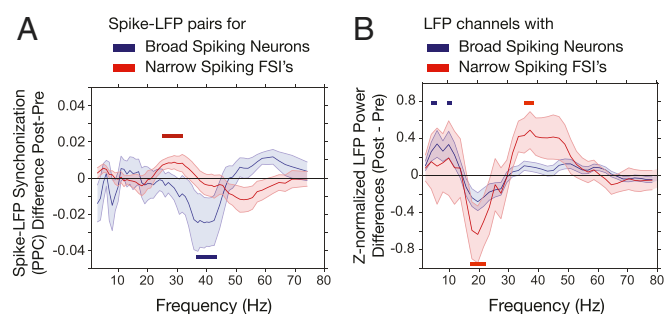 A
Spike-LFP pairs for
Broad Spiking Neurons
Narrow Spiking FSI's
Spike-LFP Synchonization
(PPC) Difference Post-Pre
0.04
0.02
0
-0.02
-0.04
10 20 30 40 50 60 70 80
Frequency (Hz)
B
LFP channels with
Broad Spiking Neurons
Narrow Spiking FSI's
Z-normalized LFP Power
Differences (Post - Pre)
0.8
0.4
0
-0.4
-0.8
10 20 30 40 50 60 70 80
Frequency (Hz)